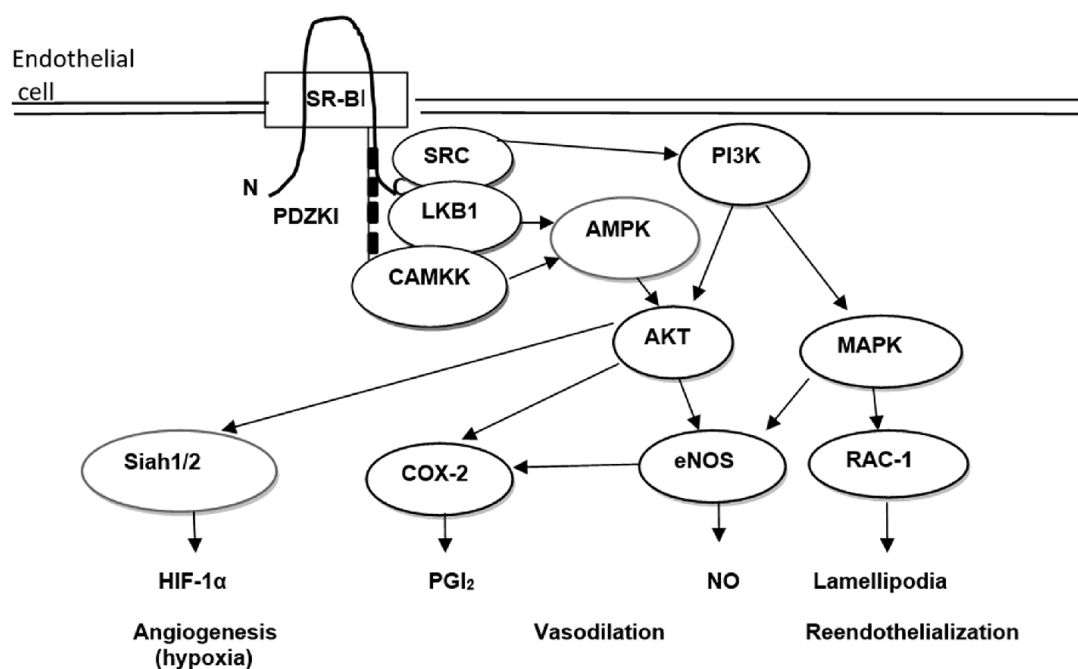 Endothelial
cell
SR-BI
SRC
PI3K
N
PDZKI
LKB1
AMPK
CAMKK
AKT
MAPK
Siah1/2
COX-2
eNOS
RAC-1
HIF-1α
PGI₂
NO
Lamellipodia
Angiogenesis
(hypoxia)
Vasodilation
Reendothelialization